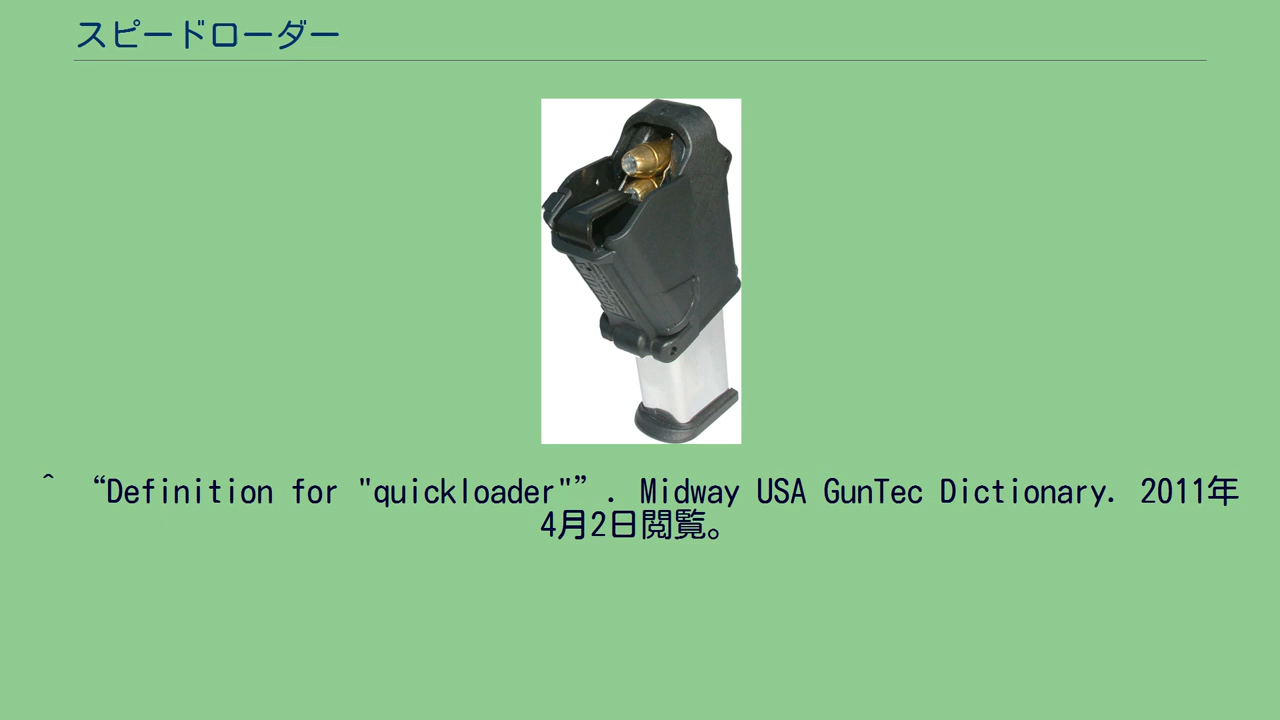 スピードローダー
^ “Definition for "quickloader"”. Midway USA GunTec Dictionary. 2011年
4月2日閲覧。